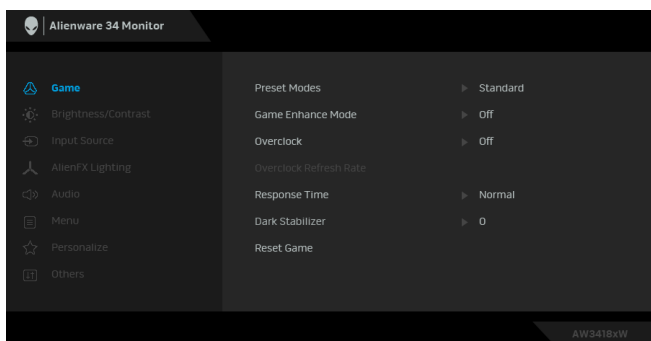 Alienware 34 Monitor
Game
Preset Modes Standard
Brightness/Contrast
Game Enhance Mode Off
Input Source
Overclock Off
AlienFX Lighting
Overclock Refresh Rate
Audio
Response Time Normal
Menu
Dark Stabilizer 0
Personalize
Reset Game
Others
AW3418xW